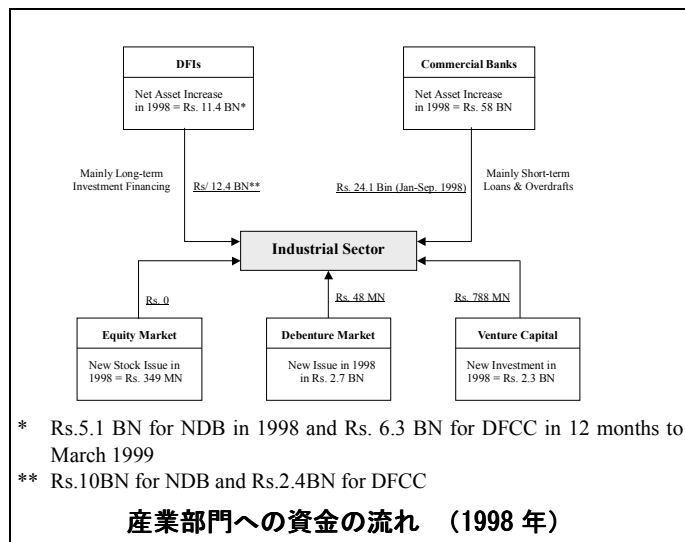 DFIs
Net Asset Increase
in 1998 = Rs. 11.4 BN*
Commercial Banks
Net Asset Increase
in 1998 = Rs. 58 BN
Mainly Long-term
Investment Financing
Rs/ 12.4 BN**
Rs. 24.1 Bin (Jan-Sep. 1998)
Mainly Short-term
Loans & Overdrafts
Industrial Sector
Rs. 0
Rs. 48 MN
Rs. 788 MN
Equity Market
New Stock Issue in
1998 = Rs. 349 MN
Debenture Market
New Issue in 1998
in Rs. 2.7 BN
Venture Capital
New Investment in
1998 = Rs. 2.3 BN
* Rs.5.1 BN for NDB in 1998 and Rs. 6.3 BN for DFCC in 12 months to
March 1999
** Rs.10BN for NDB and Rs.2.4BN for DFCC
産業部門への資金の流れ （1998 年）